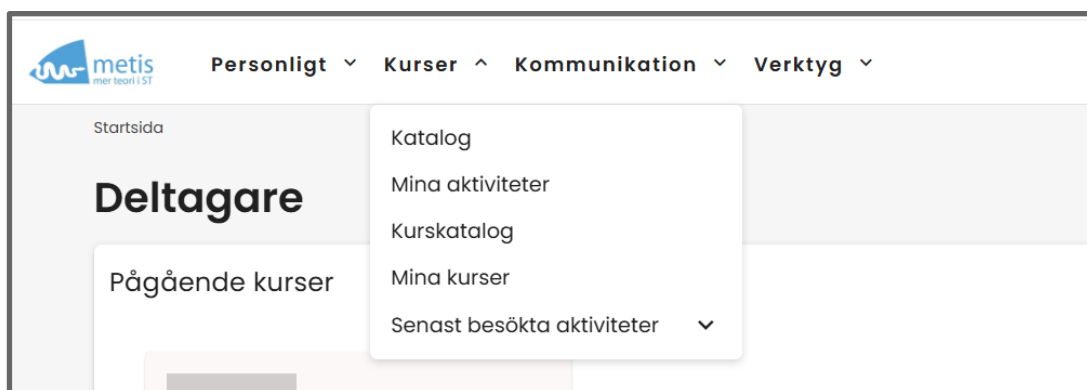 metis
mer teori i ST
Personligt Kurser Kommunikation Verktyg
Startsida
Deltagare
Pågående kurser
Katalog
Mina aktiviteter
Kurskatalog
Mina kurser
Senast besökta aktiviteter